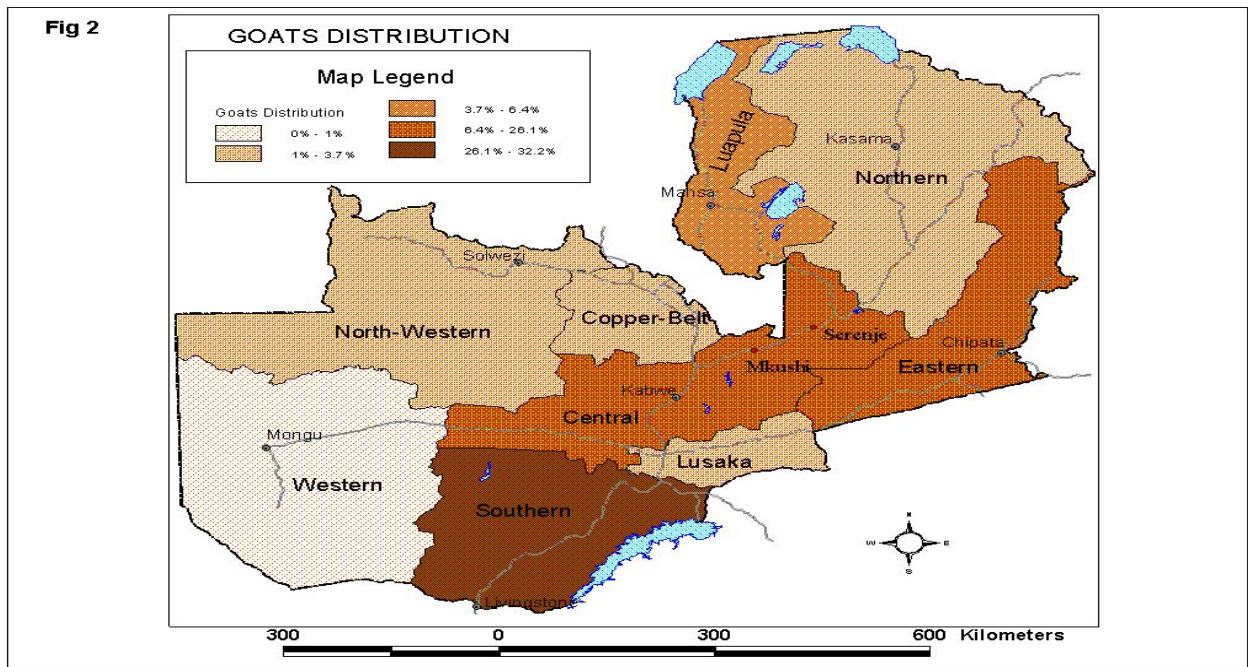 Fig 2
GOATS DISTRIBUTION
Map Legend
Goats Distribution
0% - 1%
1% - 3.7%
3.7% - 6.4%
6.4% - 26.1%
26.1% - 32.2%
Luapula
Kasama
Northern
Mansa
Solwezi
Copper-Belt
North-Western
Serenje
Chipata
Mkushi
Eastern
Kabwe
Central
Mongu
Lusaka
Western
Southern
Livingstone
N
W
E
S
300 0 300 600 Kilometers